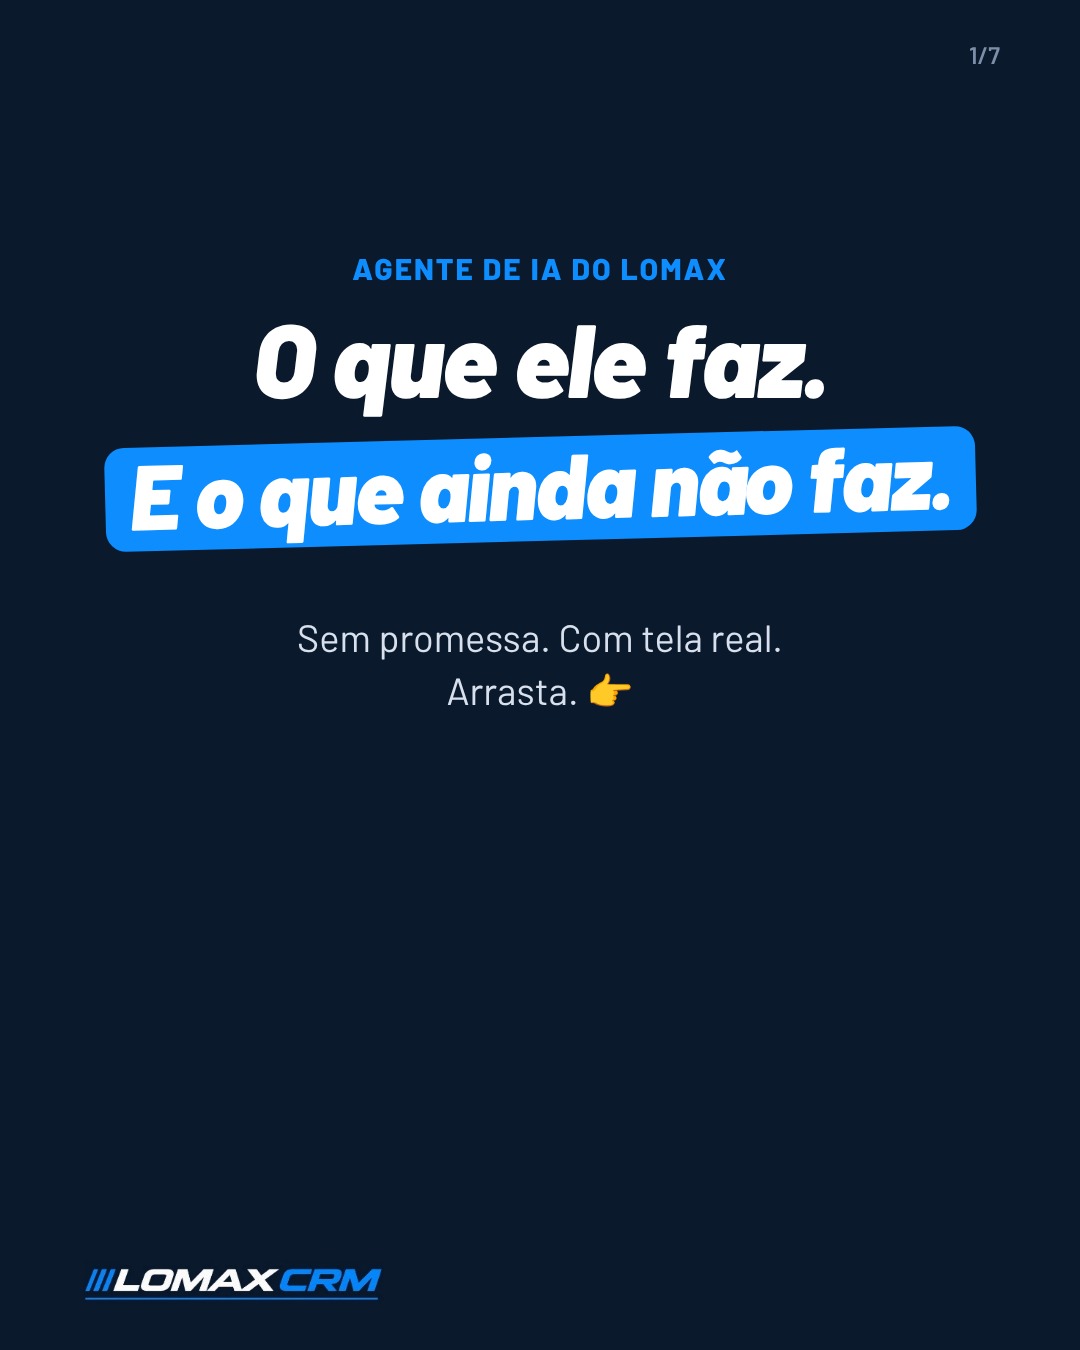 1/7
AGENTE DE IA DO LOMAX
O que ele faz.
E o que ainda não faz.
Sem promessa. Com tela real.
Arrasta. 👉
LOMAX CRM